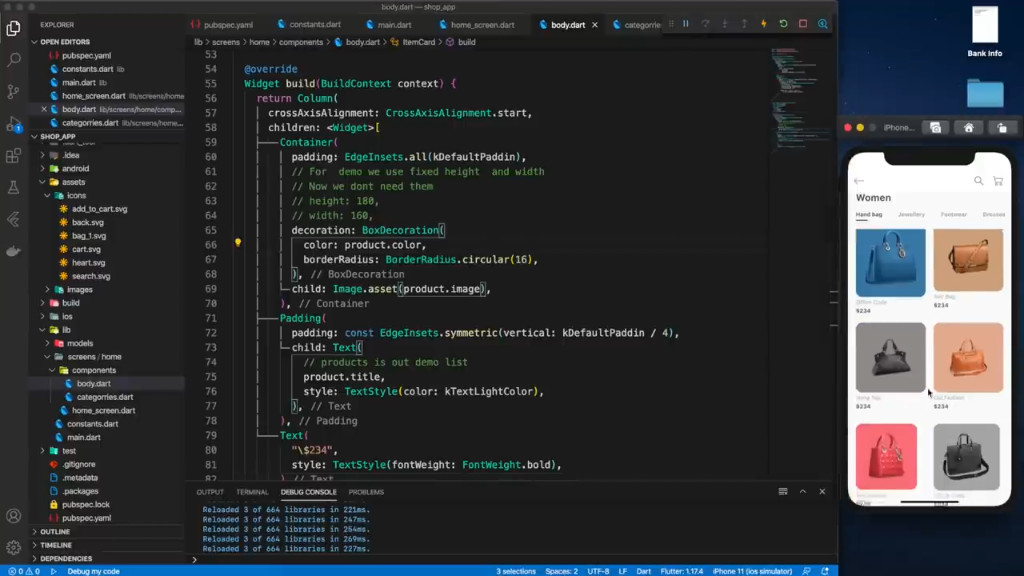 body.dart — shop_app
EXPLORER
pubspec.yaml
constants.dart
main.dart
home_screen.dart
body.dart
categorries
OPEN EDITORS
pubspec.yaml
constants.dart lib
main.dart lib
home_screen.dart lib/screens/home
body.dart lib/screens/home/comp...
categorries.dart lib/screens/home/...
SHOP_APP
.idea
android
assets
icons
add_to_cart.svg
back.svg
bag_1.svg
cart.svg
heart.svg
search.svg
images
build
ios
lib
models
screens / home
components
body.dart
categorries.dart
home_screen.dart
constants.dart
main.dart
test
.gitignore
.metadata
.packages
pubspec.lock
pubspec.yaml
OUTLINE
TIMELINE
DEPENDENCIES
lib > screens > home > components > body.dart > ItemCard > build
53
54 @override
55 Widget build(BuildContext context) {
56 return Column(
57 crossAxisAlignment: CrossAxisAlignment.start,
58 children: <Widget>[
59 Container(
60 padding: EdgeInsets.all(kDefaultPaddin),
61 // For demo we use fixed height and width
62 // Now we dont need them
63 // height: 180,
64 // width: 160,
65 decoration: BoxDecoration(
66 color: product.color,
67 borderRadius: BorderRadius.circular(16),
68 ), // BoxDecoration
69 child: Image.asset(product.image),
70 ), // Container
71 Padding(
72 padding: const EdgeInsets.symmetric(vertical: kDefaultPaddin / 4),
73 child: Text(
74 // products is out demo list
75 product.title,
76 style: TextStyle(color: kTextLightColor),
77 ), // Text
78 ), // Padding
79 Text(
80 "\$234",
81 style: TextStyle(fontWeight: FontWeight.bold),
) // Text
OUTPUT TERMINAL DEBUG CONSOLE PROBLEMS
Reloaded 3 of 664 libraries in 221ms.
Reloaded 3 of 664 libraries in 247ms.
Reloaded 3 of 664 libraries in 254ms.
Reloaded 3 of 664 libraries in 269ms.
Reloaded 3 of 664 libraries in 227ms.
0 0 Debug my code
3 selections Spaces: 2 UTF-8 LF Dart Flutter: 1.17.4 iPhone 11 (ios simulator)
Bank Info
iPhone...
Women
Hand bag Jewellery Footwear Dresses
Office Code
$234
$234
$234
$234